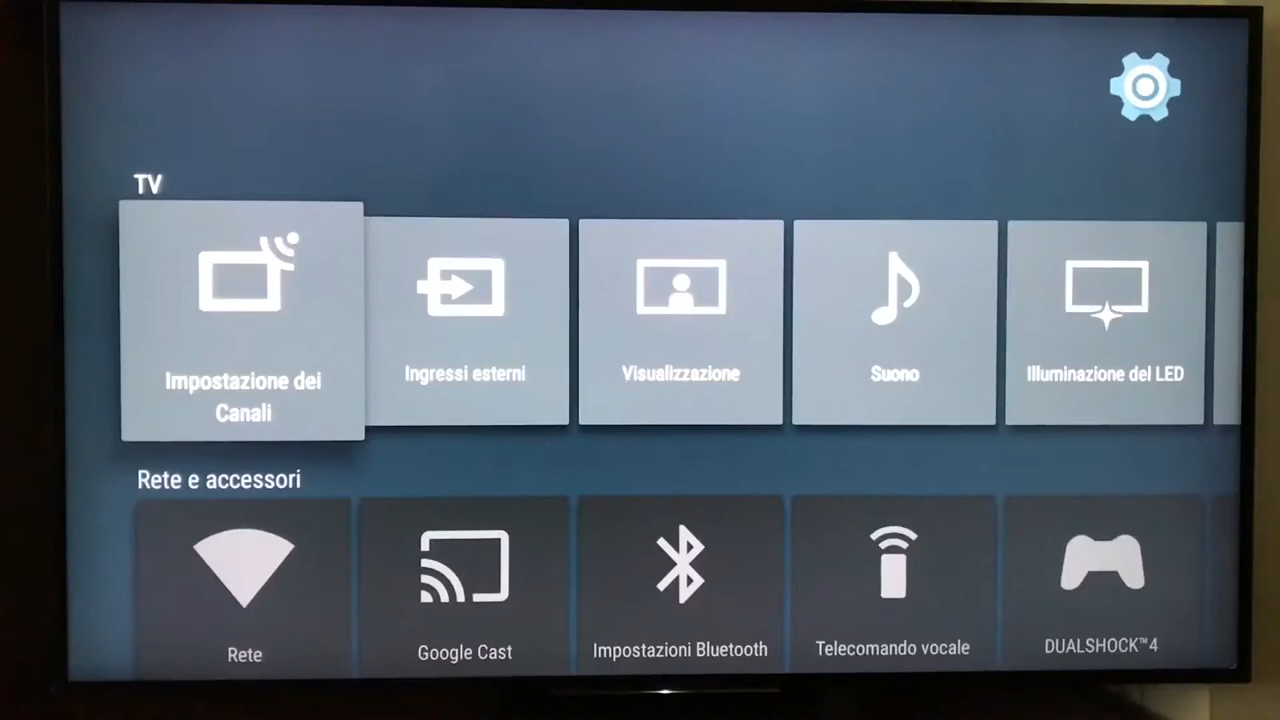 TV
Impostazione dei
Canali
Ingressi esterni
Visualizzazione
Suono
Illuminazione del LED
Rete e accessori
Rete
Google Cast
Impostazioni Bluetooth
Telecomando vocale
DUALSHOCK™4